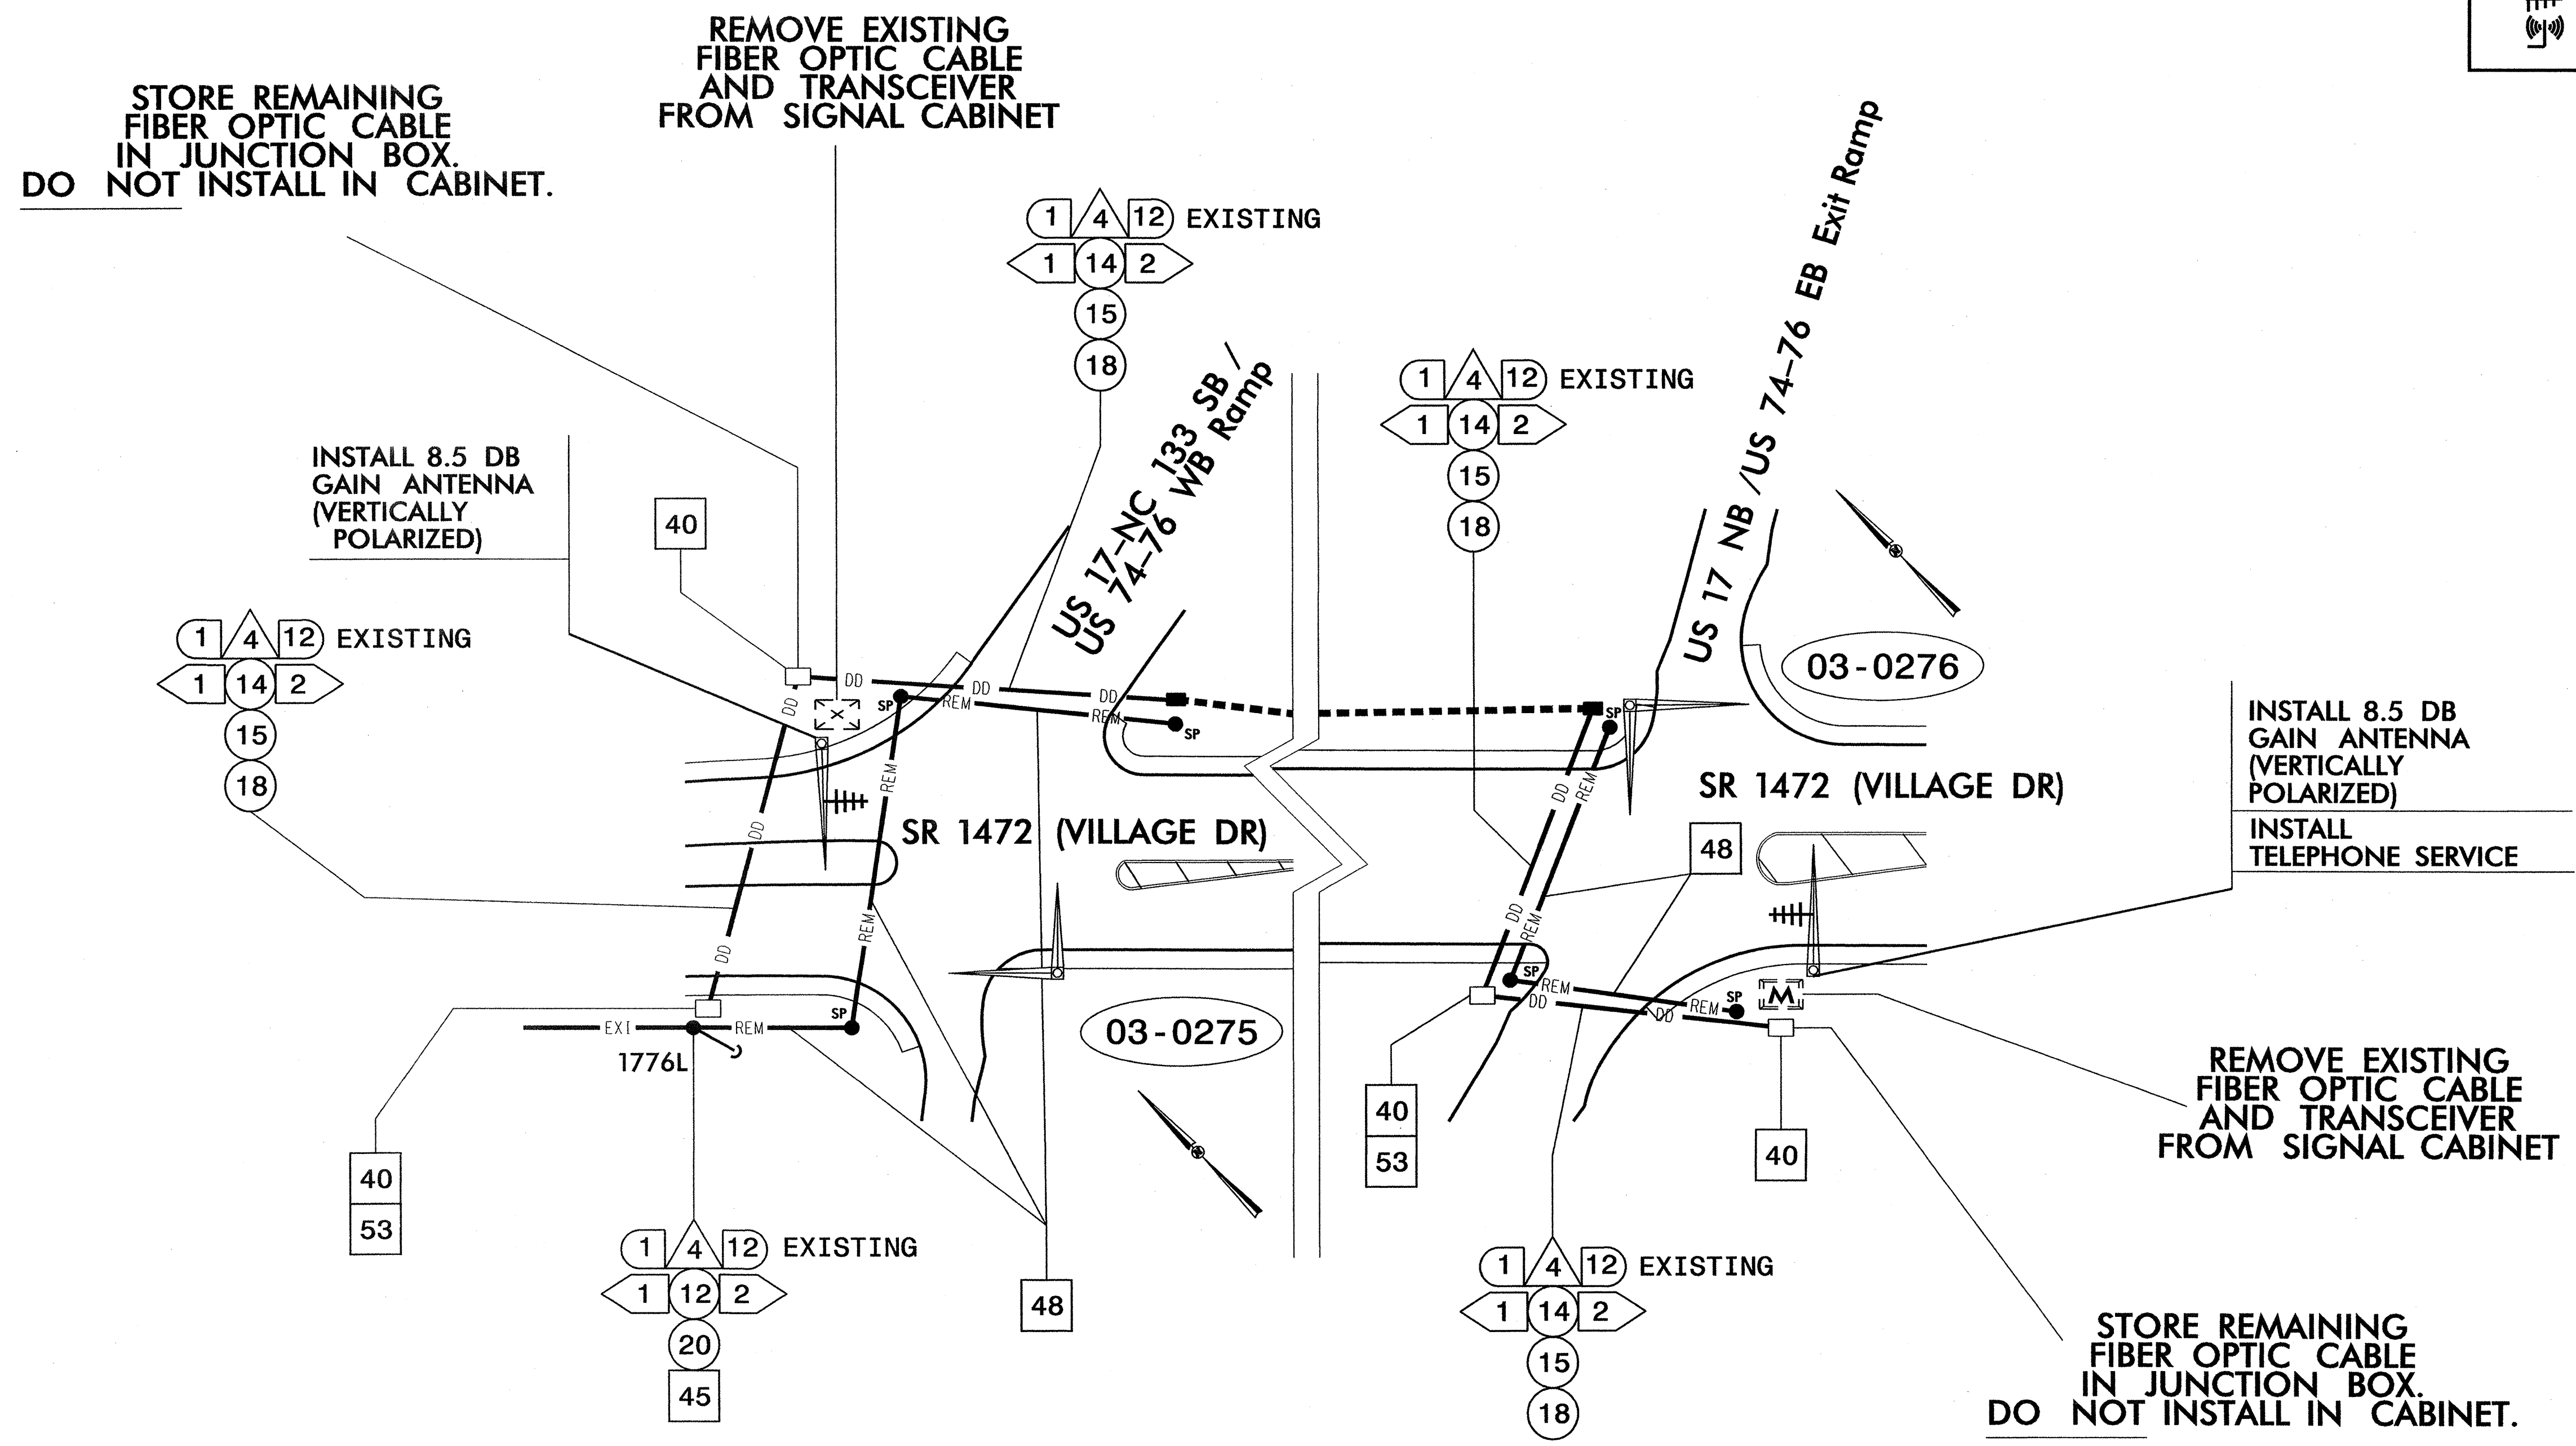 REMOVE EXISTING
FIBER OPTIC CABLE
AND TRANSCEIVER
FROM SIGNAL CABINET
STORE REMAINING
FIBER OPTIC CABLE
IN JUNCTION BOX.
DO NOT INSTALL IN CABINET.
1 4 12 EXISTING
1 14 2
15
18
US 17-NC 133 SB /
US 74-76 WB Ramp
1 4 12 EXISTING
1 14 2
15
18
US 17 NB /US 74-76 EB Exit Ramp
INSTALL 8.5 DB
GAIN ANTENNA
(VERTICALLY
POLARIZED)
40
1 4 12 EXISTING
1 14 2
15
18
03-0276
DD
DD
DD
DD
SP
X
REM
REM
SP
SP
REM
DD
SR 1472 (VILLAGE DR)
DD
REM
SR 1472 (VILLAGE DR)
INSTALL 8.5 DB
GAIN ANTENNA
(VERTICALLY
POLARIZED)
INSTALL
TELEPHONE SERVICE
DD
REM
48
DD
REM
DD
REM
SP
EXI
REM
1776L
03-0275
SP
REM
DD
REM
DD
SP
M
REMOVE EXISTING
FIBER OPTIC CABLE
AND TRANSCEIVER
FROM SIGNAL CABINET
40
53
40
53
40
1 4 12 EXISTING
1 12 2
20
45
48
1 4 12 EXISTING
1 14 2
15
18
STORE REMAINING
FIBER OPTIC CABLE
IN JUNCTION BOX.
DO NOT INSTALL IN CABINET.